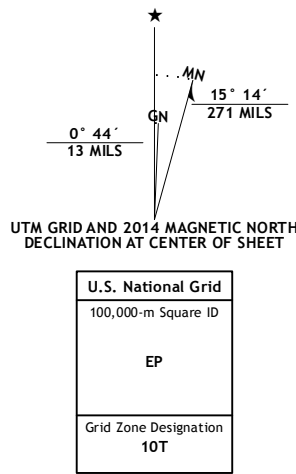 ★
MN
15° 14´
271 MILS
GN
0° 44´
13 MILS
UTM GRID AND 2014 MAGNETIC NORTH
DECLINATION AT CENTER OF SHEET
U.S. National Grid
100,000-m Square ID
EP
Grid Zone Designation
10T